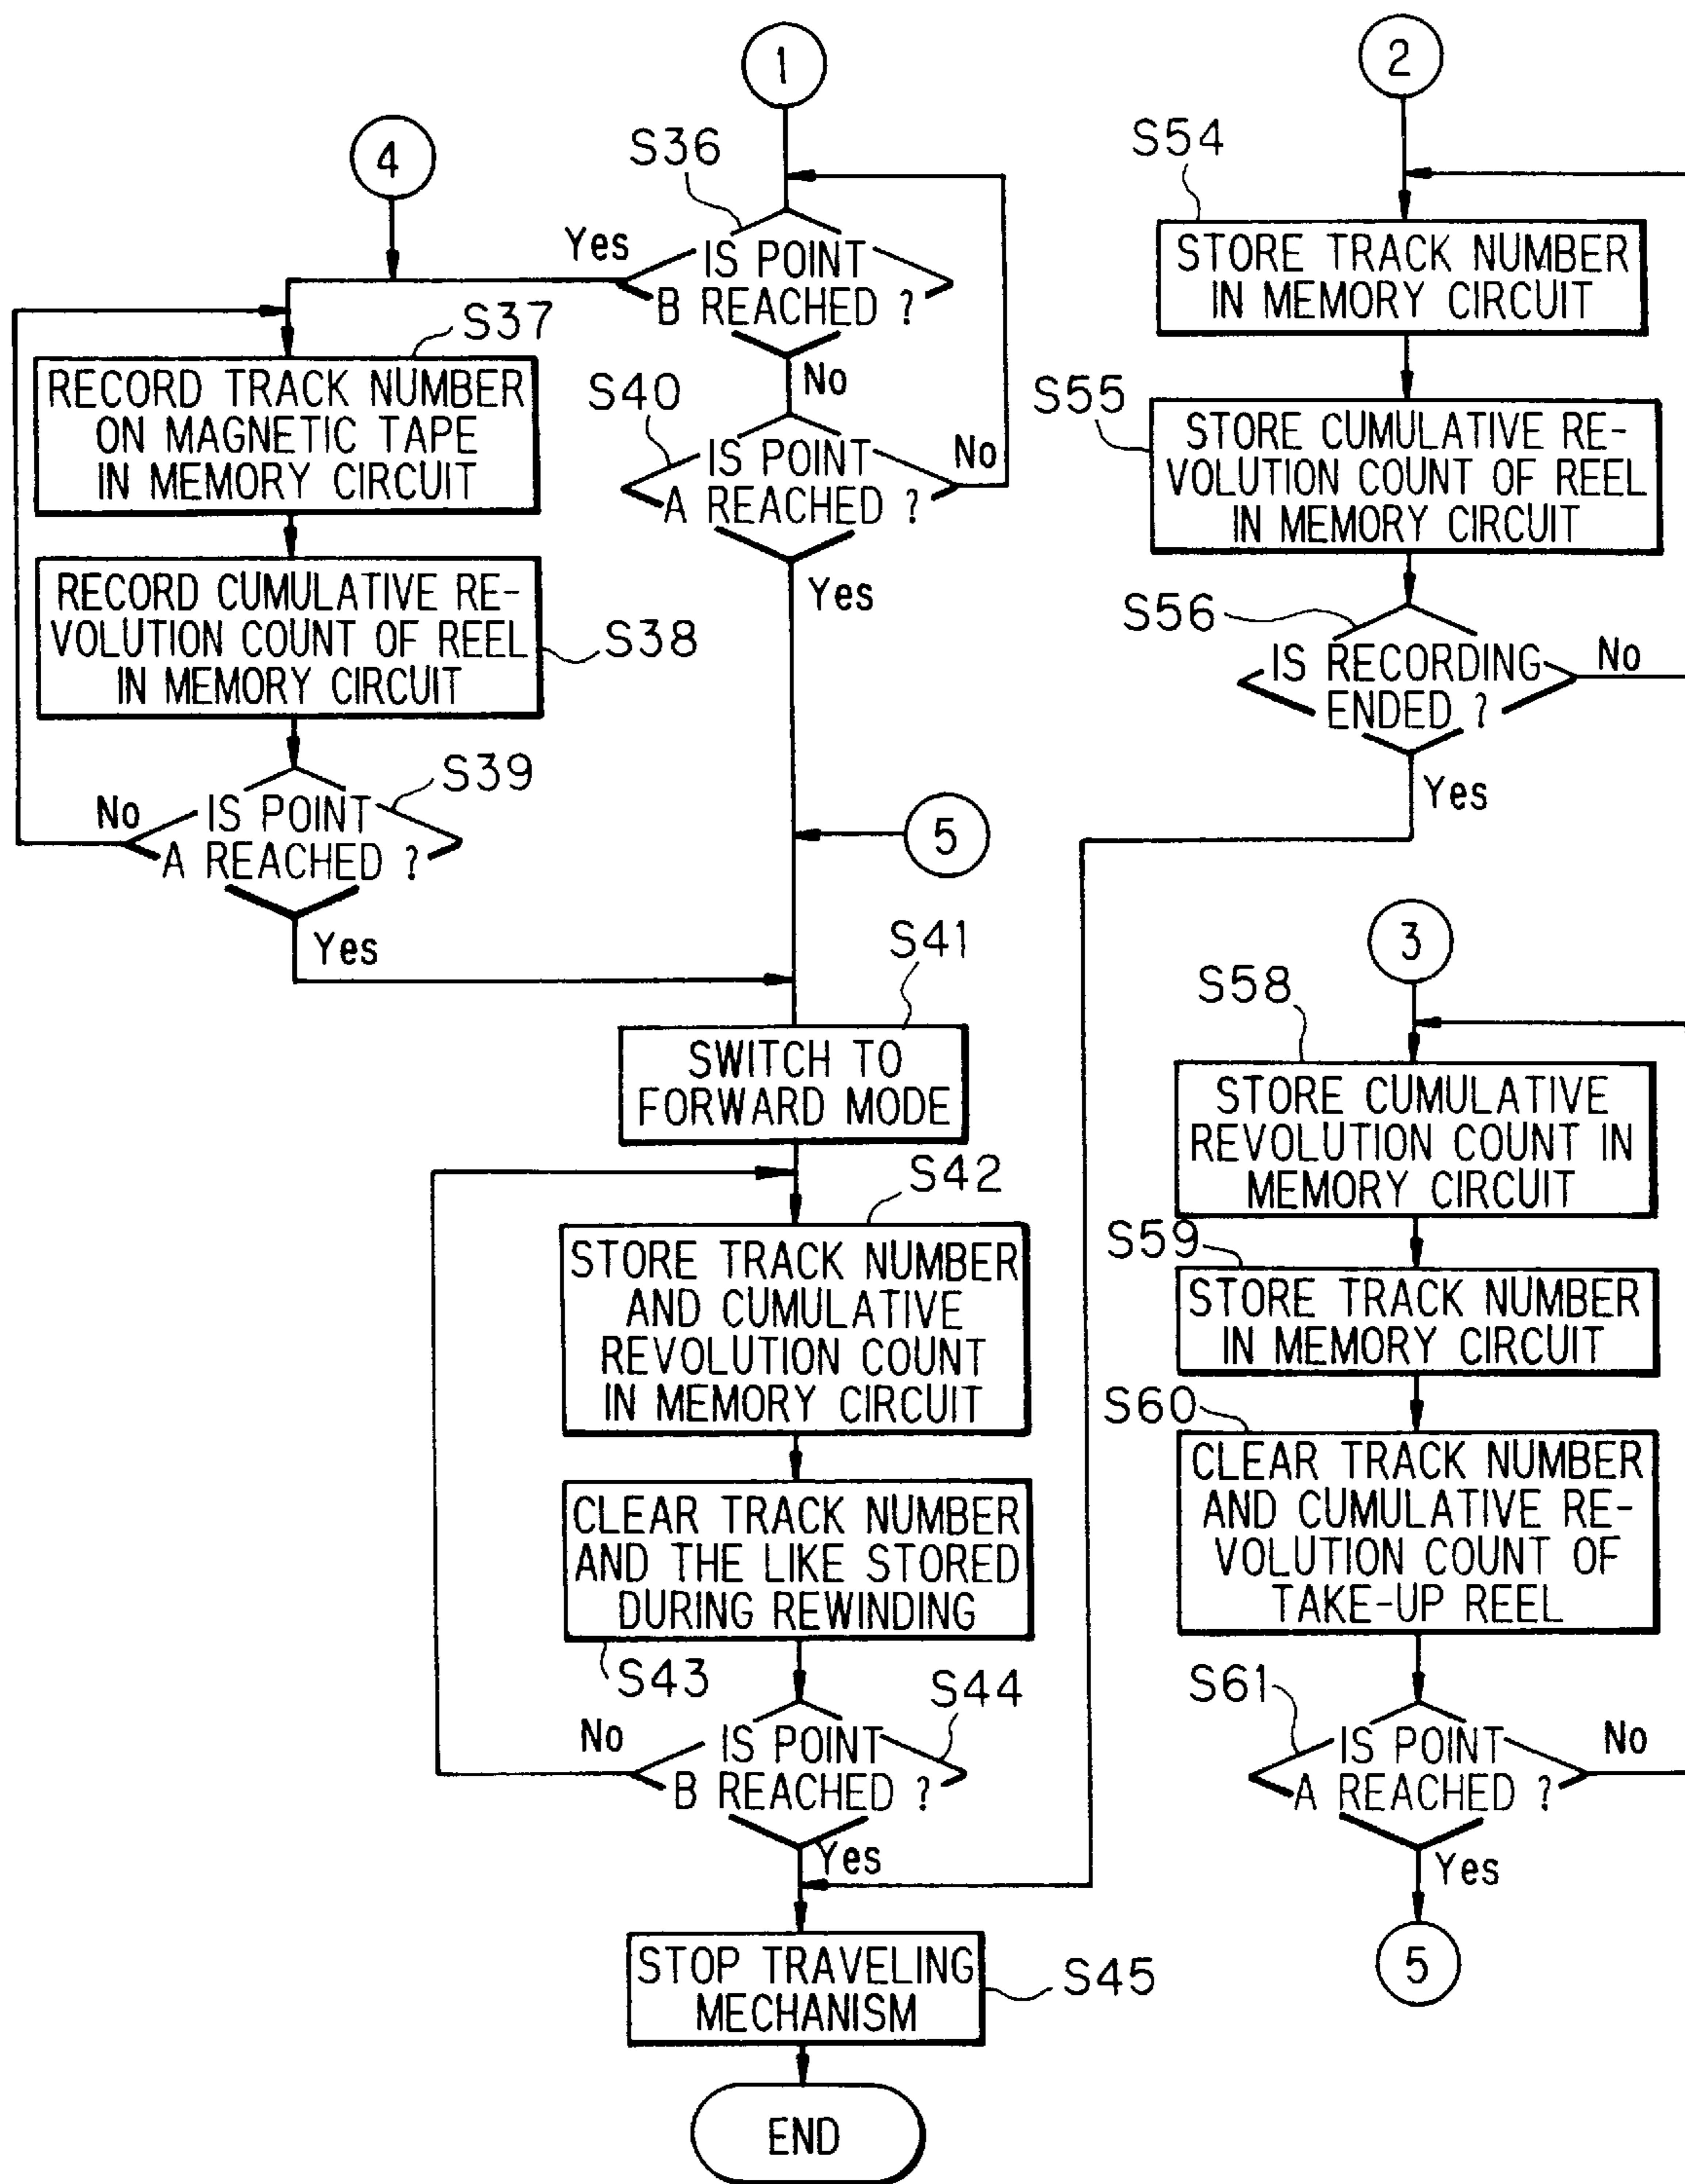 1
S36
Yes
IS POINT
B REACHED ?
No
S40
IS POINT
A REACHED ?
No
Yes
4
S37
RECORD TRACK NUMBER
ON MAGNETIC TAPE
IN MEMORY CIRCUIT
RECORD CUMULATIVE RE-
VOLUTION COUNT OF REEL
IN MEMORY CIRCUIT
S38
S39
No
IS POINT
A REACHED ?
Yes
5
S41
SWITCH TO
FORWARD MODE
S42
STORE TRACK NUMBER
AND CUMULATIVE
REVOLUTION COUNT
IN MEMORY CIRCUIT
CLEAR TRACK NUMBER
AND THE LIKE STORED
DURING REWINDING
S43
S44
No
IS POINT
B REACHED ?
Yes
STOP TRAVELING
MECHANISM
S45
END
2
S54
STORE TRACK NUMBER
IN MEMORY CIRCUIT
S55
STORE CUMULATIVE RE-
VOLUTION COUNT OF REEL
IN MEMORY CIRCUIT
S56
IS RECORDING
ENDED ?
No
Yes
3
S58
STORE CUMULATIVE
REVOLUTION COUNT IN
MEMORY CIRCUIT
S59
STORE TRACK NUMBER
IN MEMORY CIRCUIT
S60
CLEAR TRACK NUMBER
AND CUMULATIVE RE-
VOLUTION COUNT OF
TAKE-UP REEL
S61
IS POINT
A REACHED ?
No
Yes
5